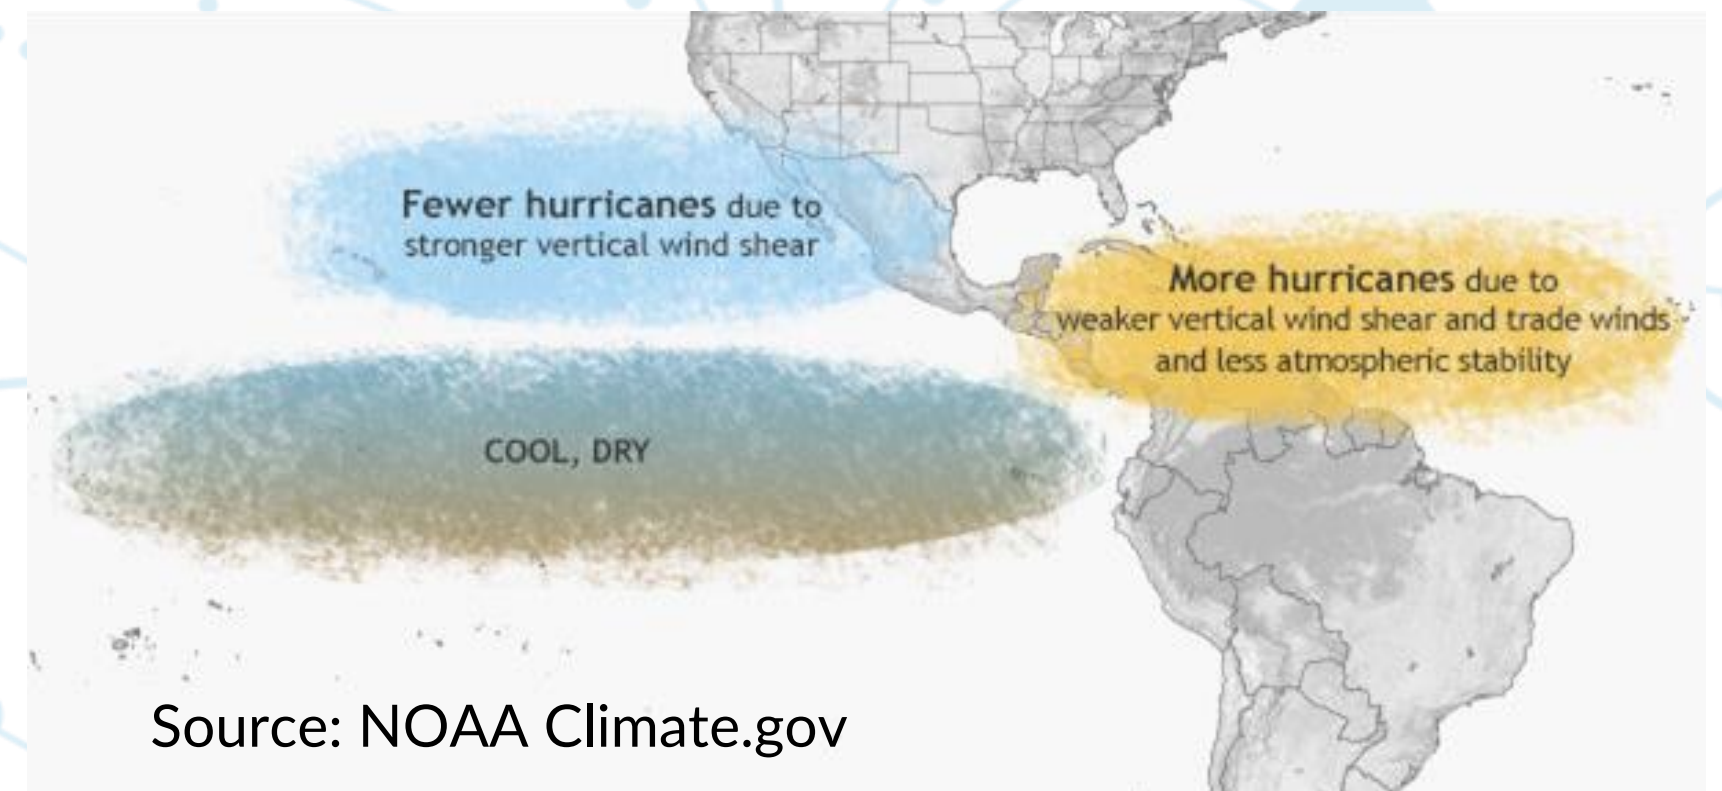 Fewer hurricanes due to
stronger vertical wind shear
More hurricanes due to
weaker vertical wind shear and trade winds
and less atmospheric stability
COOL, DRY
Source: NOAA Climate.gov